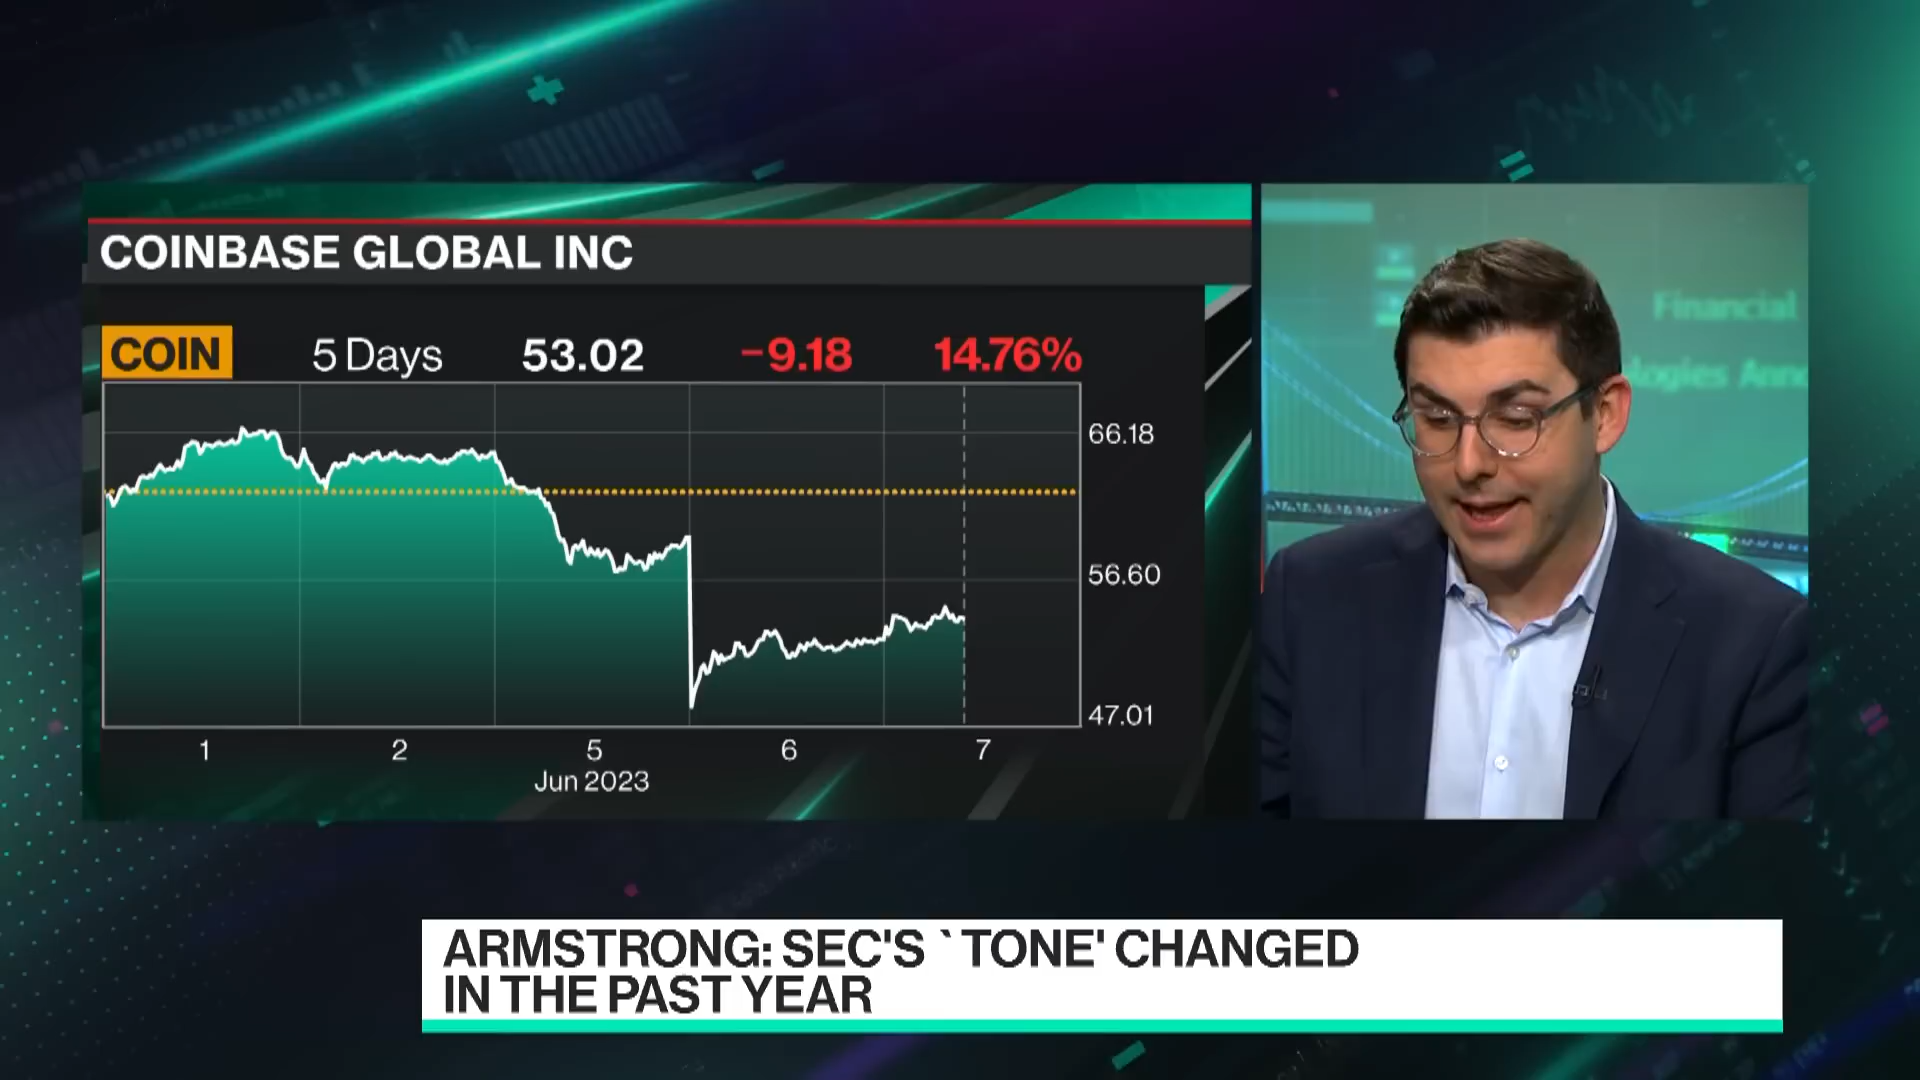 COINBASE GLOBAL INC
COIN 5 Days 53.02 -9.18 14.76%
66.18
56.60
47.01
1 2 5 6 7
Jun 2023
Financial
ARMSTRONG: SEC'S `TONE' CHANGED
IN THE PAST YEAR